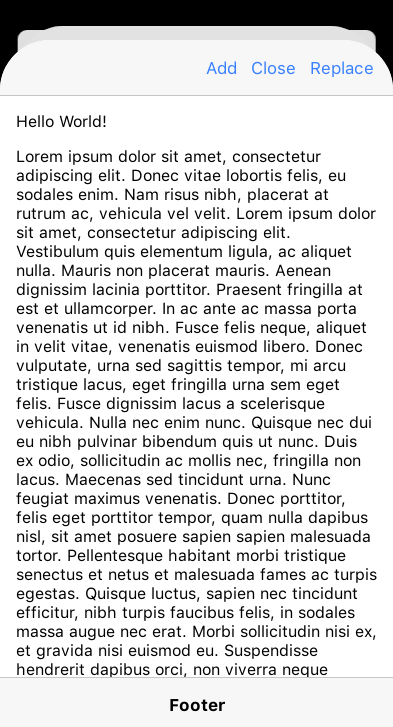 Add Close Replace
Hello World!
Lorem ipsum dolor sit amet, consectetur
adipiscing elit. Donec vitae lobortis felis, eu
sodales enim. Nam risus nibh, placerat at
rutrum ac, vehicula vel velit. Lorem ipsum dolor
sit amet, consectetur adipiscing elit.
Vestibulum quis elementum ligula, ac aliquet
nulla. Mauris non placerat mauris. Aenean
dignissim lacinia porttitor. Praesent fringilla at
est et ullamcorper. In ac ante ac massa porta
venenatis ut id nibh. Fusce felis neque, aliquet
in velit vitae, venenatis euismod libero. Donec
vulputate, urna sed sagittis tempor, mi arcu
tristique lacus, eget fringilla urna sem eget
felis. Fusce dignissim lacus a scelerisque
vehicula. Nulla nec enim nunc. Quisque nec dui
eu nibh pulvinar bibendum quis ut nunc. Duis
ex odio, sollicitudin ac mollis nec, fringilla non
lacus. Maecenas sed tincidunt urna. Nunc
feugiat maximus venenatis. Donec porttitor,
felis eget porttitor tempor, quam nulla dapibus
nisl, sit amet posuere sapien sapien malesuada
tortor. Pellentesque habitant morbi tristique
senectus et netus et malesuada fames ac turpis
egestas. Quisque luctus, sapien nec tincidunt
efficitur, nibh turpis faucibus felis, in sodales
massa augue nec erat. Morbi sollicitudin nisi ex,
et gravida nisi euismod eu. Suspendisse
hendrerit dapibus orci, non viverra neque
Footer